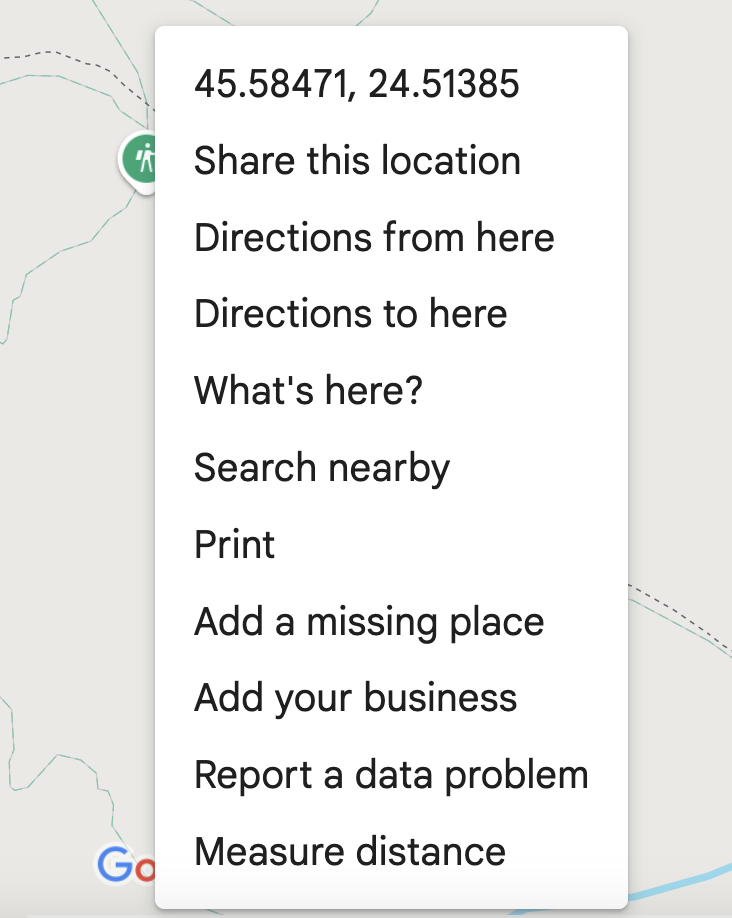 45.58471, 24.51385
Share this location
Directions from here
Directions to here
What's here?
Search nearby
Print
Add a missing place
Add your business
Report a data problem
Measure distance
Go